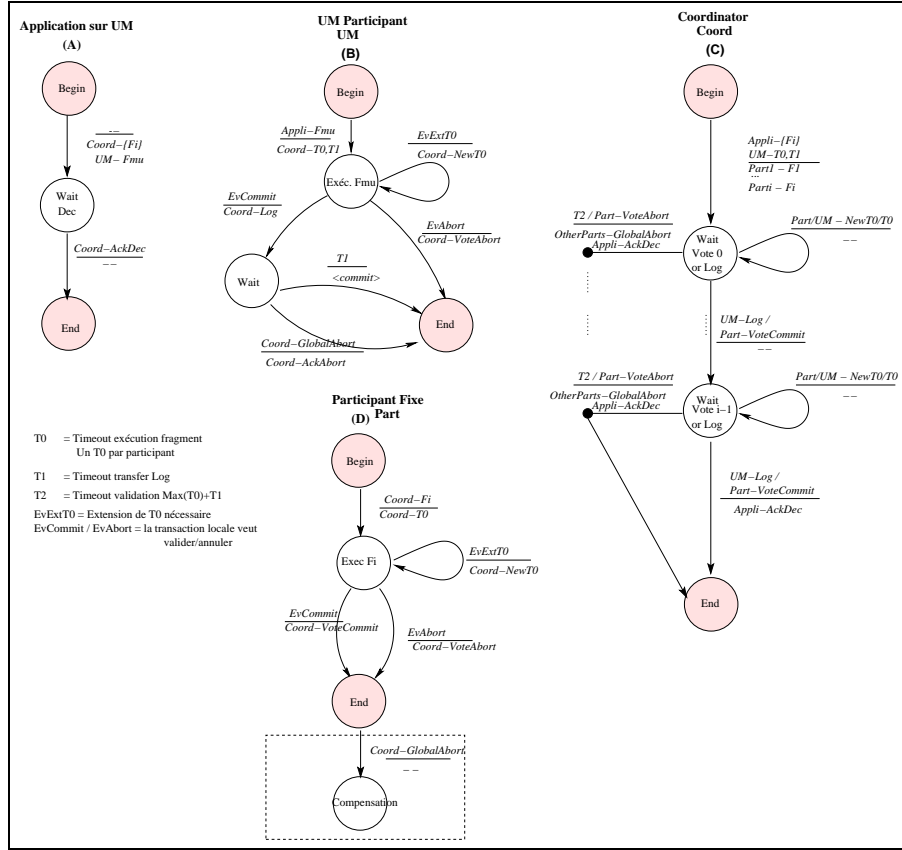 Application sur UM
(A)
Begin
-–
Coord–{Fi}
UM– Fmu
Wait
Dec
Coord–AckDec
– –
End
UM Participant
UM
(B)
Begin
Appli–Fmu
Coord–T0,T1
EvExtT0
Coord–NewT0
Exéc. Fmu
EvCommit
Coord–Log
EvAbort
Coord–VoteAbort
T1
<commit>
Wait
End
Coord–GlobalAbort
Coord–AckAbort
Coordinator
Coord
(C)
Begin
Appli–{Fi}
UM–T0,T1
Part1 – F1
...
Parti – Fi
T2 / Part–VoteAbort
OtherParts–GlobalAbort
Appli–AckDec
Wait
Vote 0
or Log
Part/UM – NewT0/T0
– –
UM–Log /
Part–VoteCommit
– –
T2 / Part–VoteAbort
OtherParts–GlobalAbort
Appli–AckDec
Wait
Vote i–1
or Log
Part/UM – NewT0/T0
– –
UM–Log /
Part–VoteCommit
Appli–AckDec
End
Participant Fixe
(D) Part
Begin
Coord–Fi
Coord–T0
Exec Fi
EvExtT0
Coord–NewT0
EvCommit
Coord–VoteCommit
EvAbort
Coord–VoteAbort
End
Coord–GlobalAbort
– –
Compensation
T0 = Timeout exécution fragment
Un T0 par participant
T1 = Timeout transfer Log
T2 = Timeout validation Max(T0)+T1
EvExtT0 = Extension de T0 nécessaire
EvCommit / EvAbort = la transaction locale veut
valider/annuler